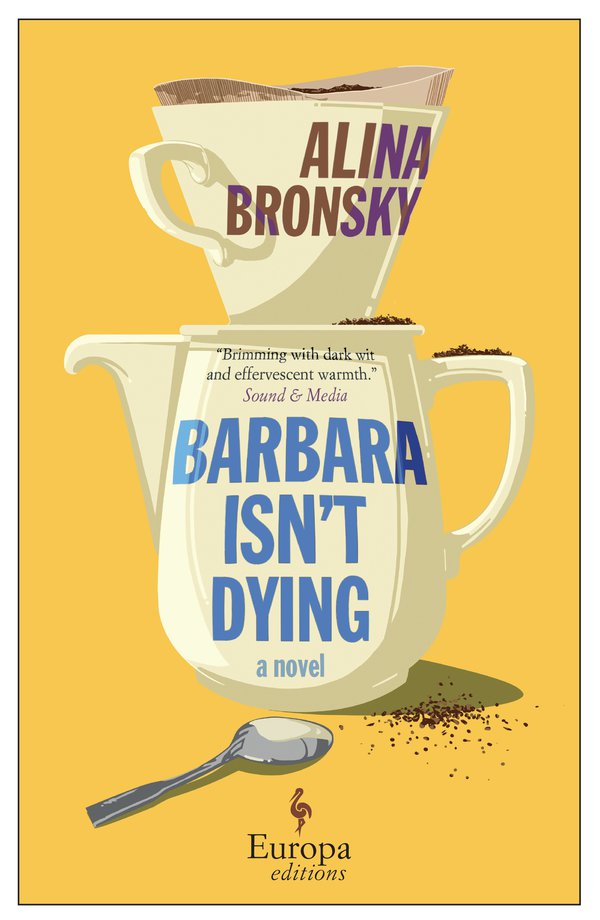 ALINA
BRONSKY
“Brimming with dark wit
and effervescent warmth.”
Sound & Media
BARBARA
ISN’T
DYING
a novel
Europa
editions